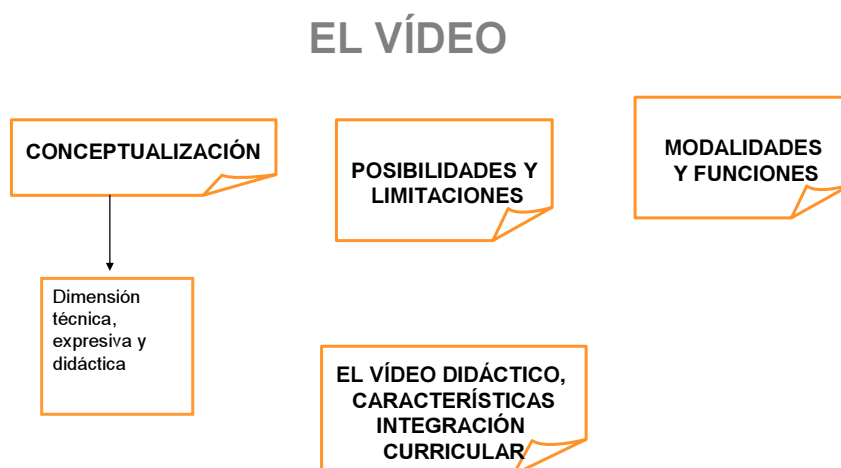 EL VÍDEO
CONCEPTUALIZACIÓN
POSIBILIDADES Y
LIMITACIONES
MODALIDADES
Y FUNCIONES
Dimensión
técnica,
expresiva y
didáctica
EL VÍDEO DIDÁCTICO,
CARACTERÍSTICAS
INTEGRACIÓN
CURRICULAR